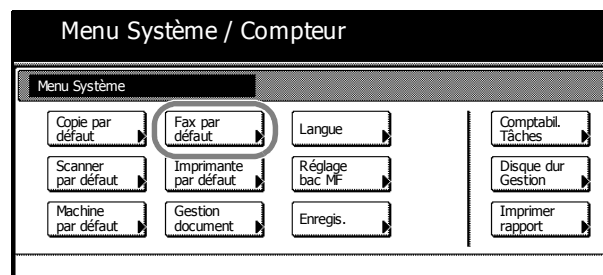 Menu Système / Compteur
Menu Système
Copie par
défaut
Fax par
défaut
Langue
Comptabil.
Tâches
Scanner
par défaut
Imprimante
par défaut
Réglage
bac MF
Disque dur
Gestion
Machine
par défaut
Gestion
document
Enregis.
Imprimer
rapport